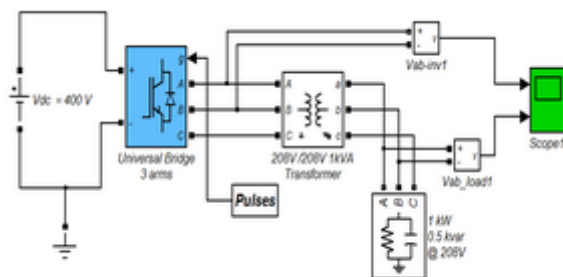 Vdc = 400 V
+
-
g
A
B
C
Universal Bridge
3 arms
Pulses
A
B
C
a
b
c
208V /208V 1kVA
Transformer
+
-
v
Vab-inv1
+
-
v
Vab_load1
Scope1
A
B
C
1 kW
0.5 kvar
@ 208V